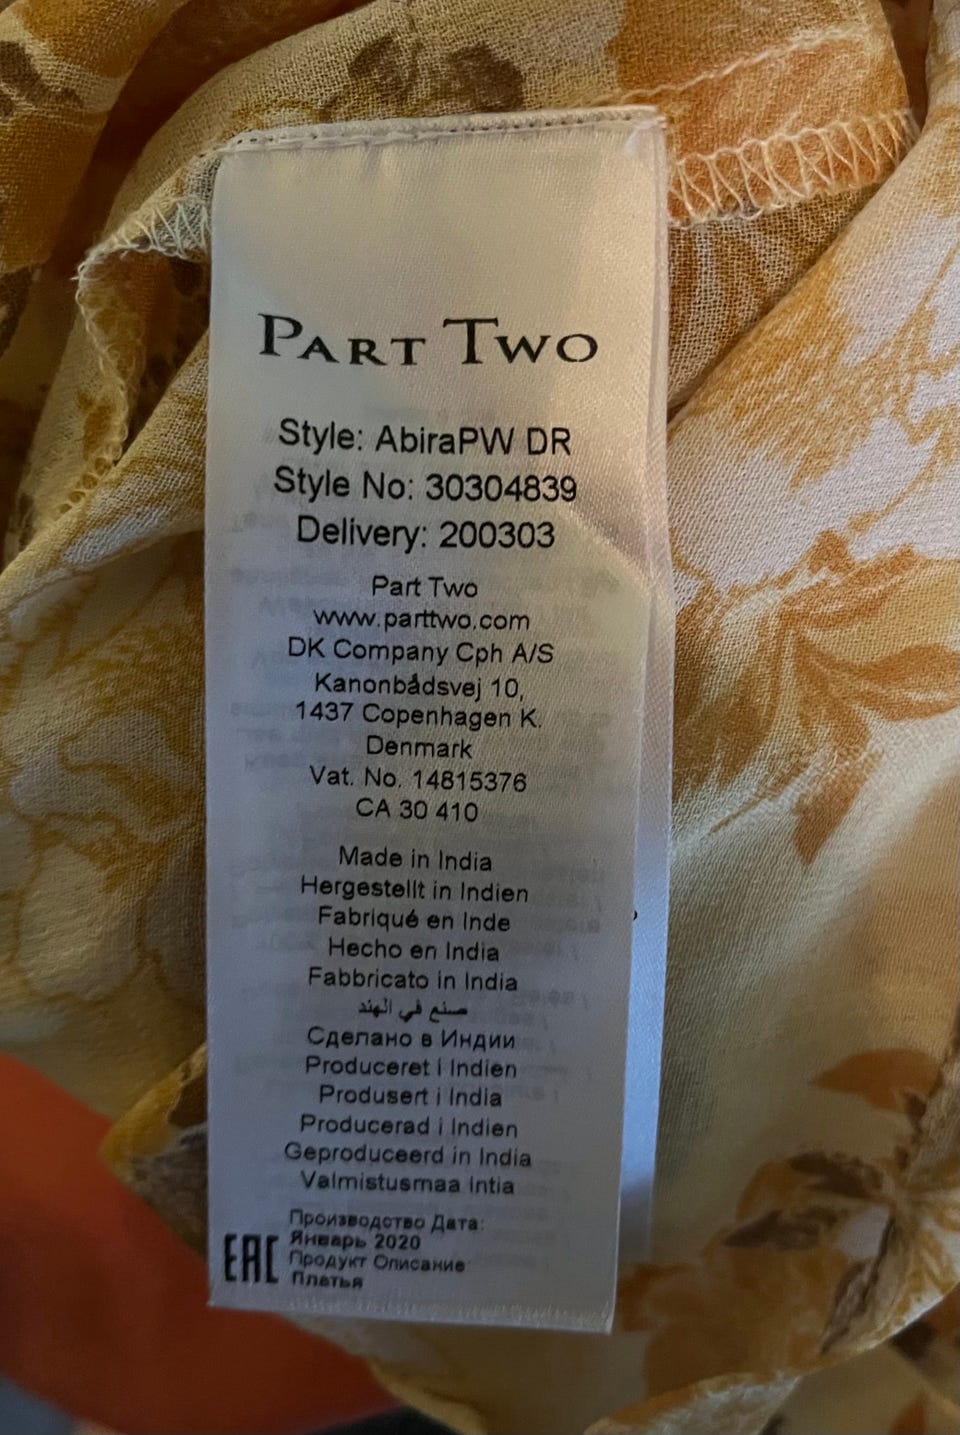 PART TWO
Style: AbiraPW DR
Style No: 30304839
Delivery: 200303
Part Two
www.parttwo.com
DK Company Cph A/S
Kanonbådsvej 10,
1437 Copenhagen K.
Denmark
Vat. No. 14815376
CA 30 410
Made in India
Hergestellt in Indien
Fabriqué en Inde
Hecho en India
Fabbricato in India
صنع في الهند
Сделано в Индии
Produceret i Indien
Produsert i India
Producerad i Indien
Geproduceerd in India
Valmistusmaa Intia
Производство Дата:
Январь 2020
Продукт Описание
Платья
EAC